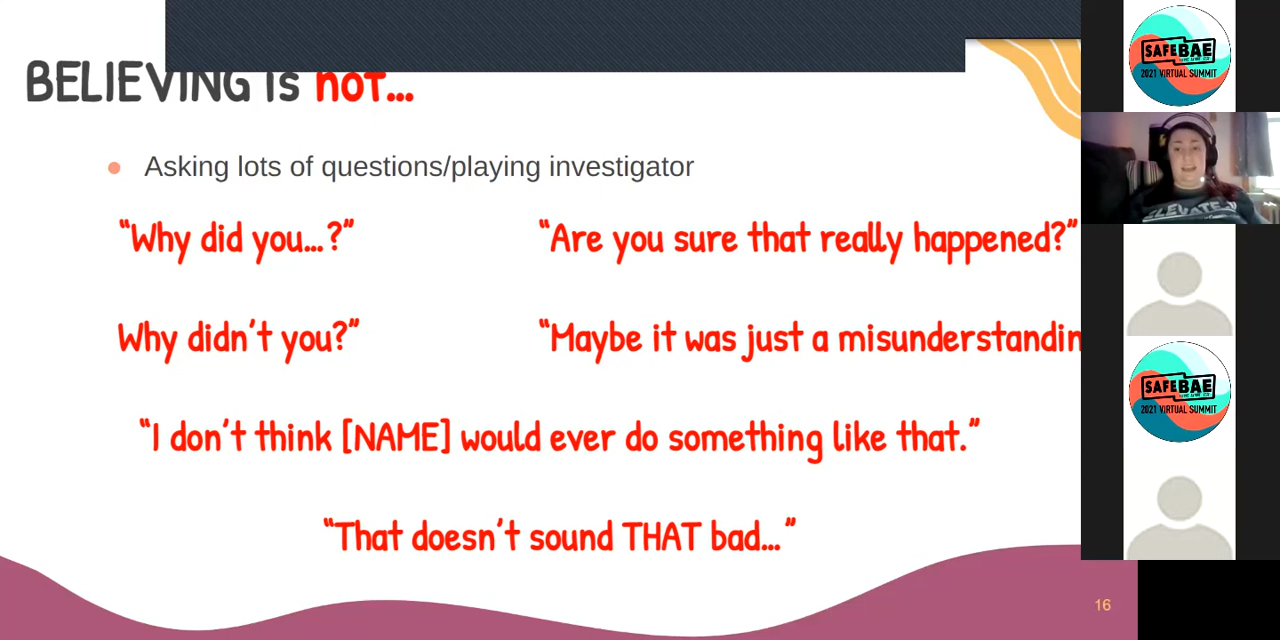 BELIEVING is not...
Asking lots of questions/playing investigator
“Why did you...?” “Are you sure that really happened?”
Why didn’t you?” “Maybe it was just a misunderstandin
“I don’t think [NAME] would ever do something like that.”
“That doesn’t sound THAT bad...”
16
SAFEBAE
2021 VIRTUAL SUMMIT
ELEVATE
SAFEBAE
2021 VIRTUAL SUMMIT